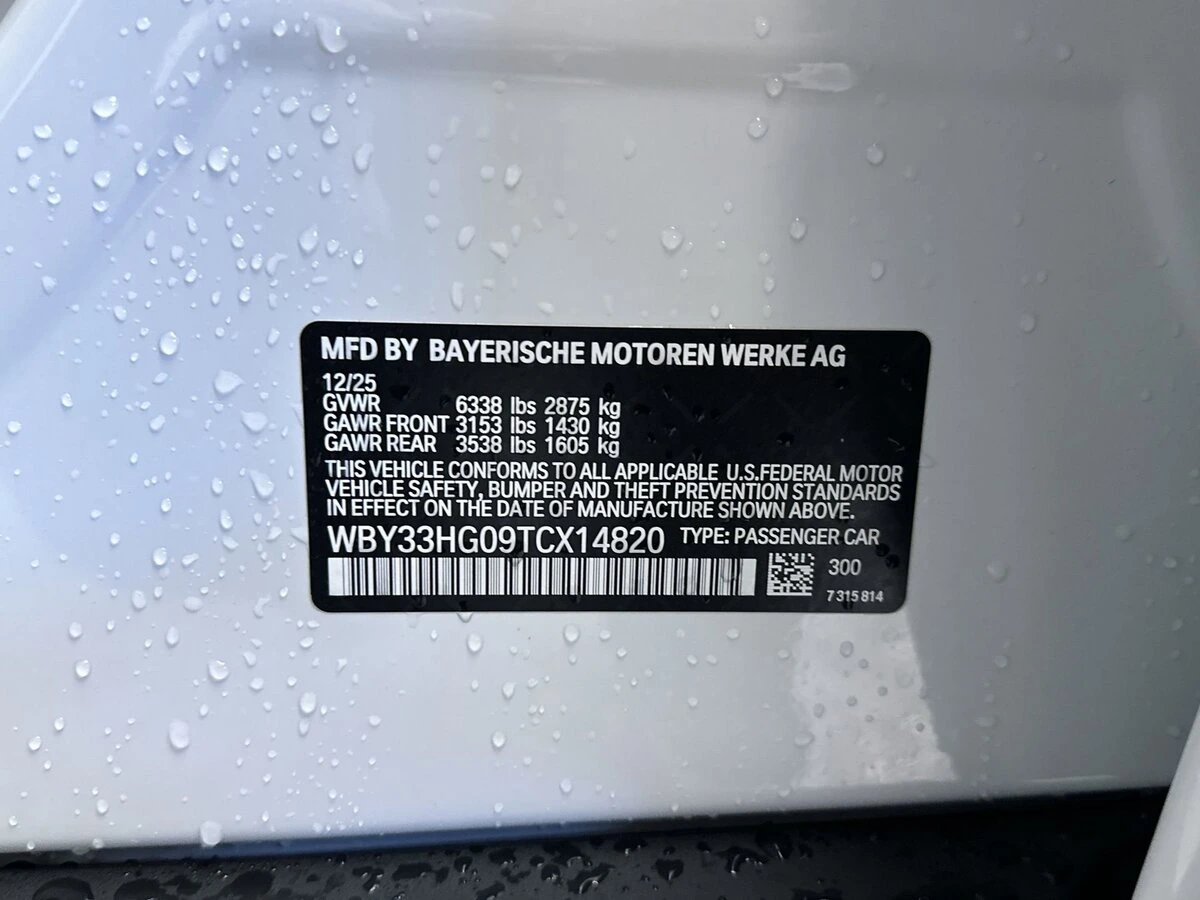 MFD BY BAYERISCHE MOTOREN WERKE AG
12/25
GVWR 6338 lbs 2875 kg
GAWR FRONT 3153 lbs 1430 kg
GAWR REAR 3538 lbs 1605 kg
THIS VEHICLE CONFORMS TO ALL APPLICABLE U.S.FEDERAL MOTOR
VEHICLE SAFETY, BUMPER AND THEFT PREVENTION STANDARDS
IN EFFECT ON THE DATE OF MANUFACTURE SHOWN ABOVE.
WBY33HG09TCX14820 TYPE: PASSENGER CAR
300
7 315 814